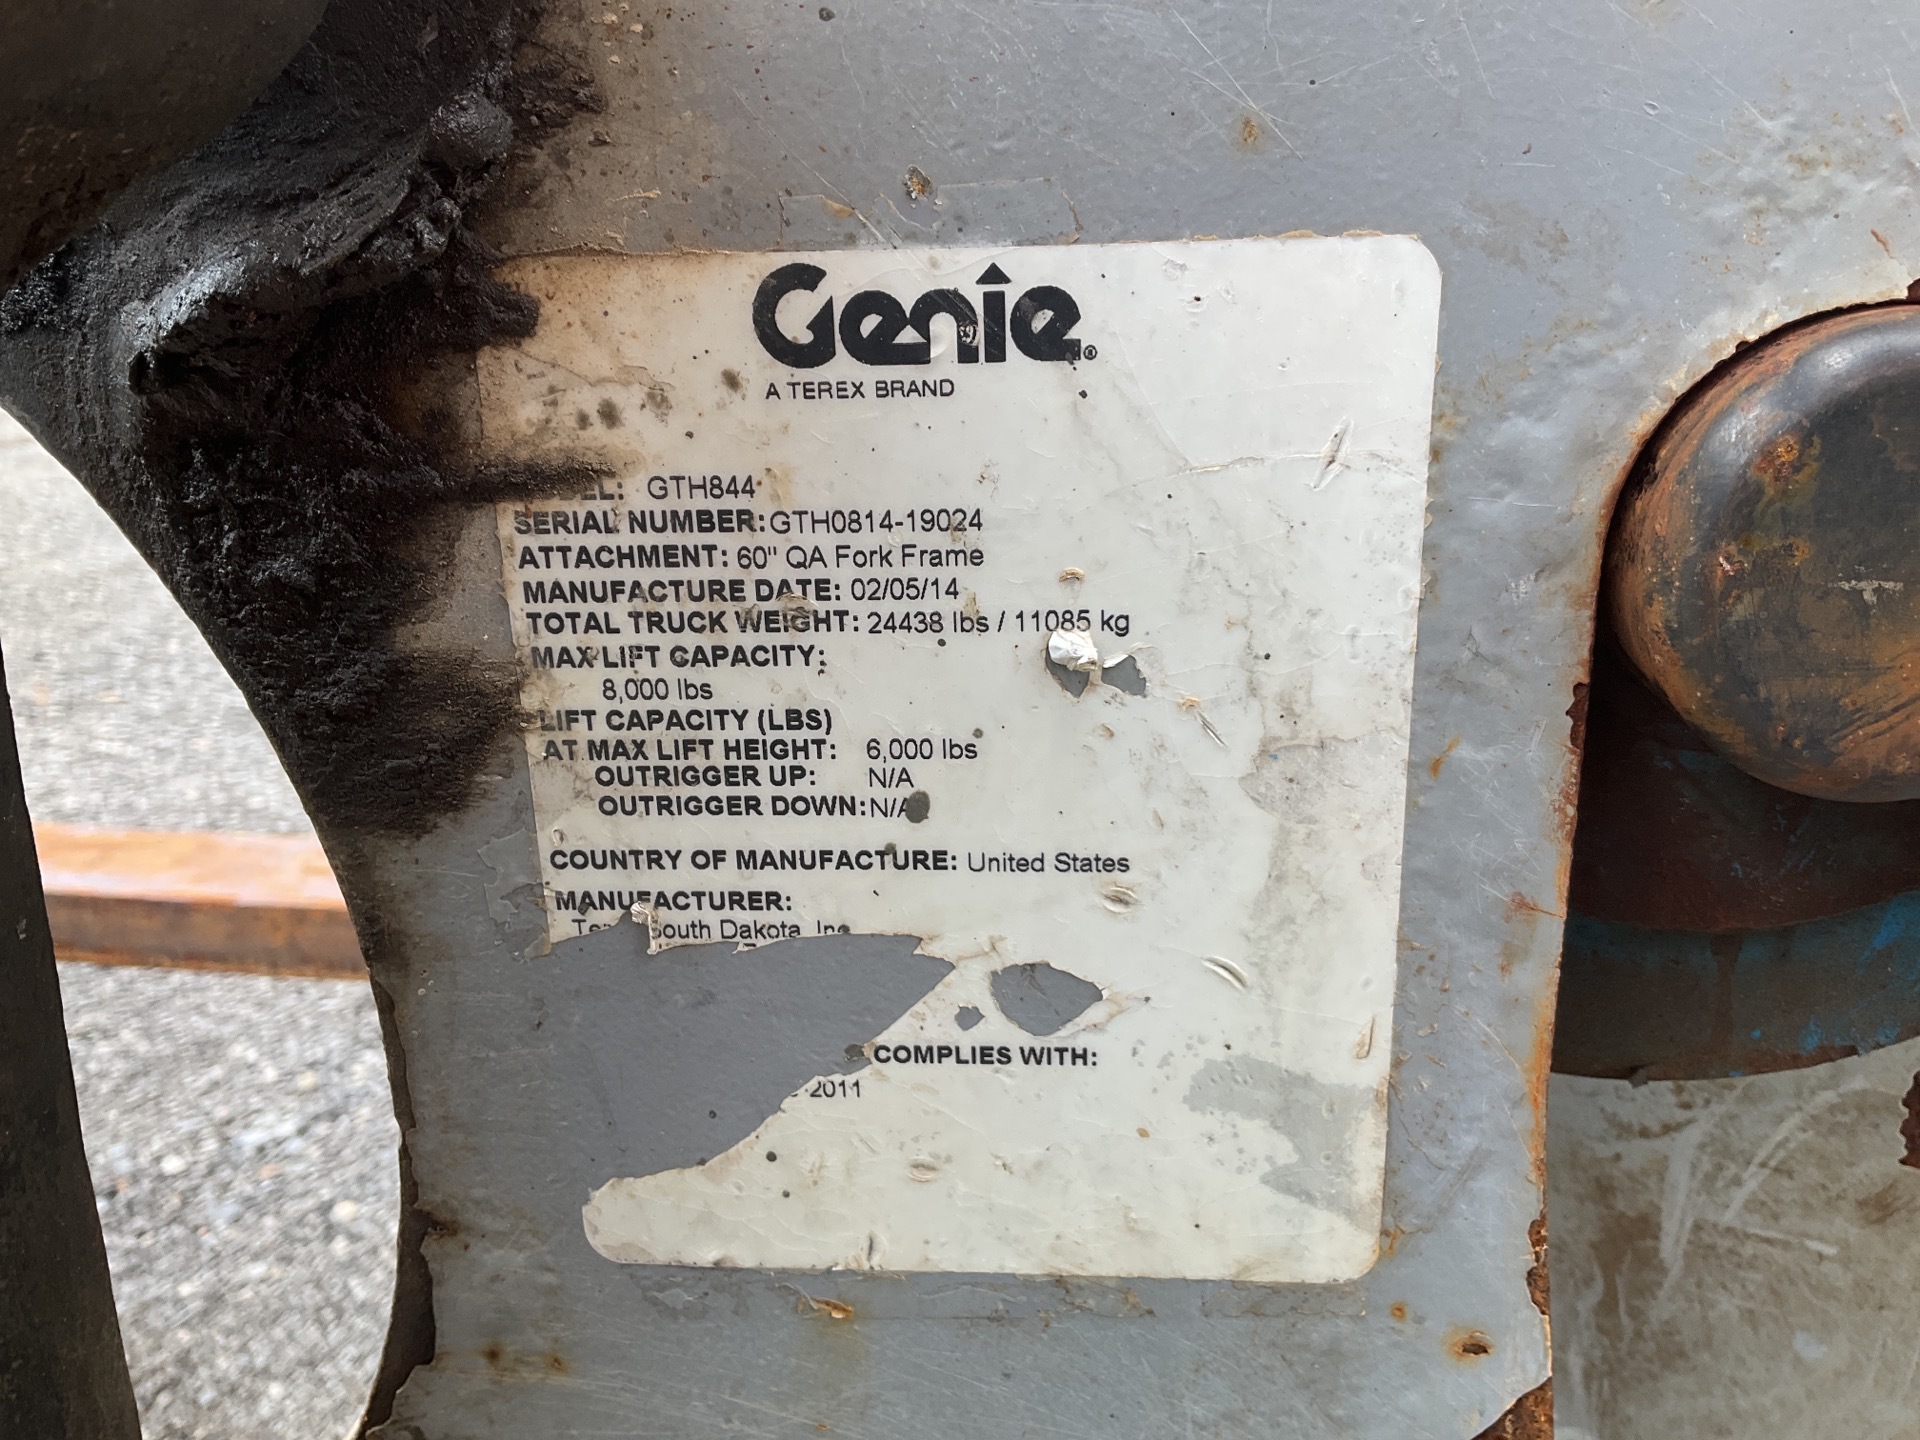 Genie®
A TEREX BRAND
MODEL: GTH844
SERIAL NUMBER: GTH0814-19024
ATTACHMENT: 60" QA Fork Frame
MANUFACTURE DATE: 02/05/14
TOTAL TRUCK WEIGHT: 24438 lbs / 11085 kg
MAX LIFT CAPACITY:
8,000 lbs
LIFT CAPACITY (LBS)
AT MAX LIFT HEIGHT: 6,000 lbs
OUTRIGGER UP: N/A
OUTRIGGER DOWN: N/A
COUNTRY OF MANUFACTURE: United States
MANUFACTURER:
South Dakota, Inc
COMPLIES WITH:
2011